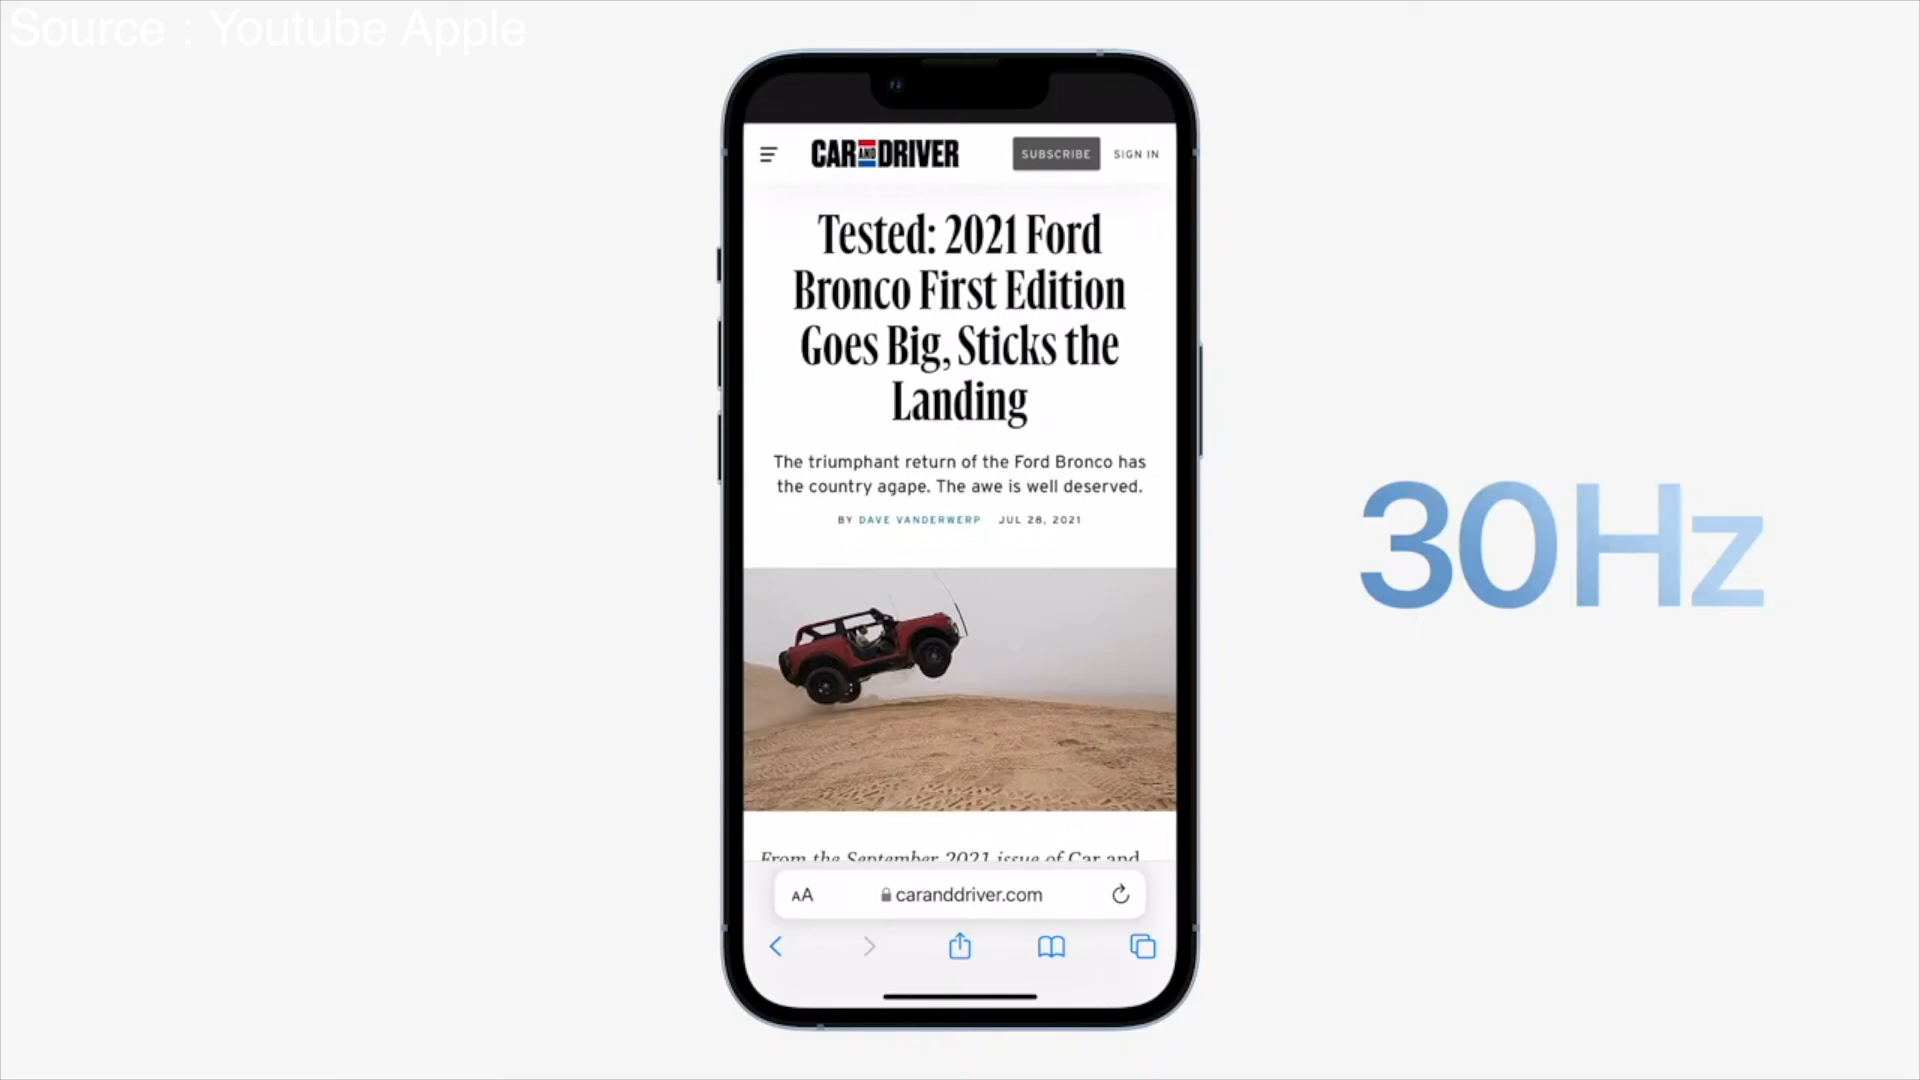 Source : Youtube Apple
CAR AND DRIVER
SUBSCRIBE
SIGN IN
Tested: 2021 Ford
Bronco First Edition
Goes Big, Sticks the
Landing
The triumphant return of the Ford Bronco has
the country agape. The awe is well deserved.
BY DAVE VANDERWERP JUL 28, 2021
From the September 2021 issue of Car and
AA
caranddriver.com
30Hz